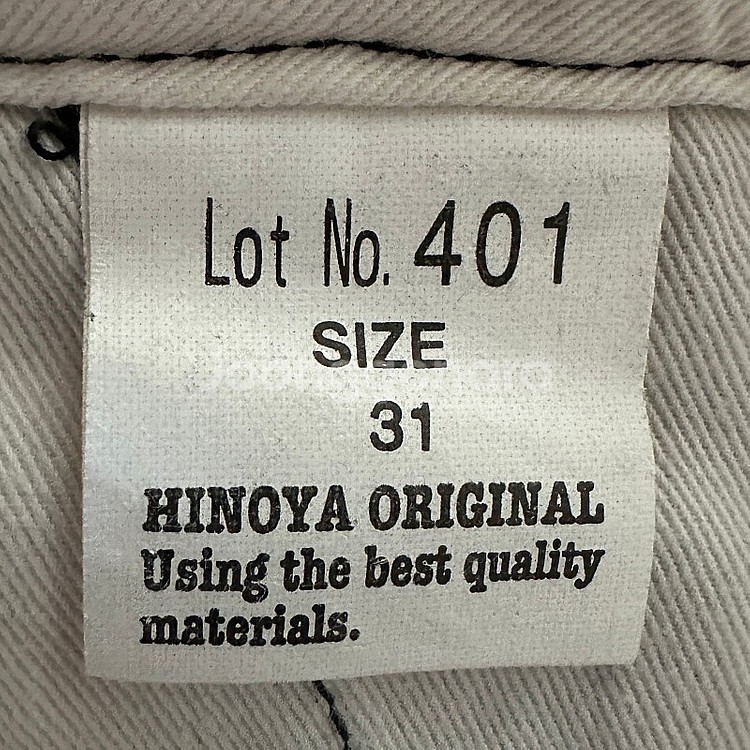 Lot No. 401
SIZE
31
HINOYA ORIGINAL
Using the best quality
materials.